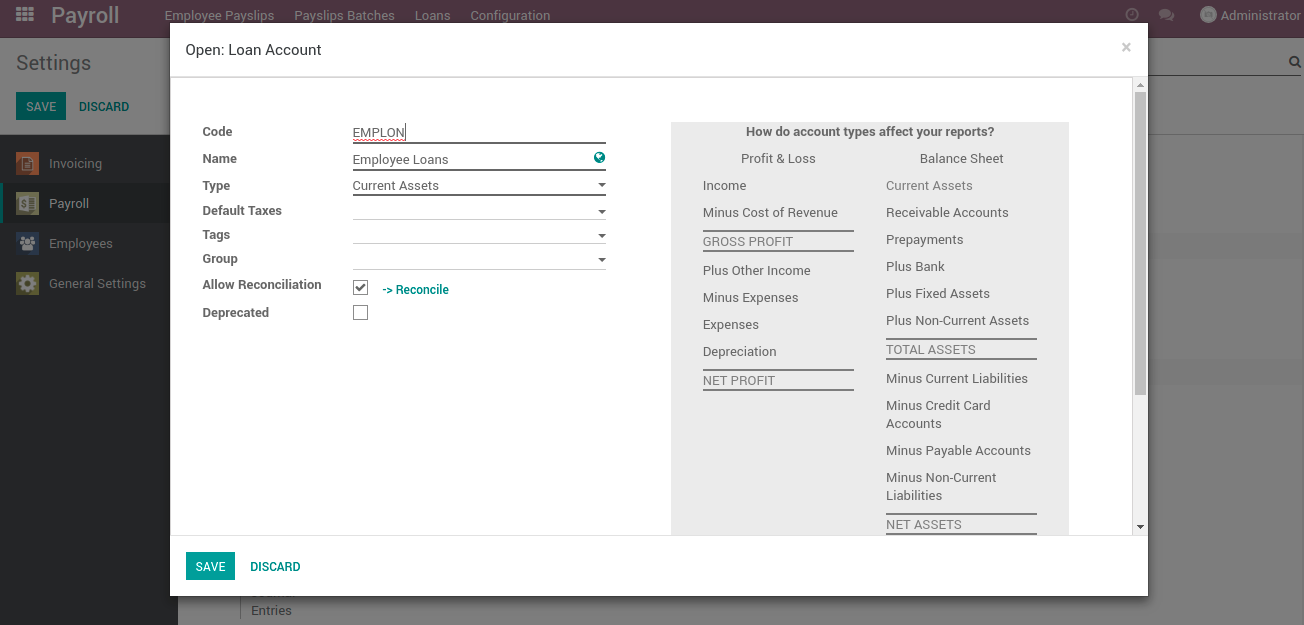 Payroll Employee Payslips Payslips Batches Loans Configuration Administrator
Settings
SAVE DISCARD
Invoicing
Payroll
Employees
General Settings
Open: Loan Account ×
Code EMPLON
Name Employee Loans
Type Current Assets
Default Taxes
Tags
Group
Allow Reconciliation -> Reconcile
Deprecated
How do account types affect your reports?
Profit & Loss
Income
Minus Cost of Revenue
GROSS PROFIT
Plus Other Income
Minus Expenses
Expenses
Depreciation
NET PROFIT
Balance Sheet
Current Assets
Receivable Accounts
Prepayments
Plus Bank
Plus Fixed Assets
Plus Non-Current Assets
TOTAL ASSETS
Minus Current Liabilities
Minus Credit Card
Accounts
Minus Payable Accounts
Minus Non-Current
Liabilities
NET ASSETS
SAVE DISCARD
Entries